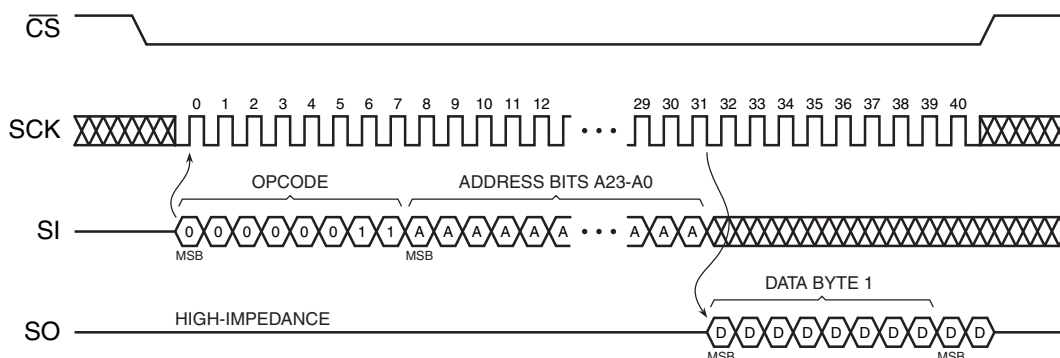 CS
0 1 2 3 4 5 6 7 8 9 10 11 12 29 30 31 32 33 34 35 36 37 38 39 40
SCK
OPCODE ADDRESS BITS A23-A0
SI 0 0 0 0 0 0 1 1 A A A A A A A A A
MSB MSB
DATA BYTE 1
HIGH-IMPEDANCE
SO D D D D D D D D D D
MSB MSB